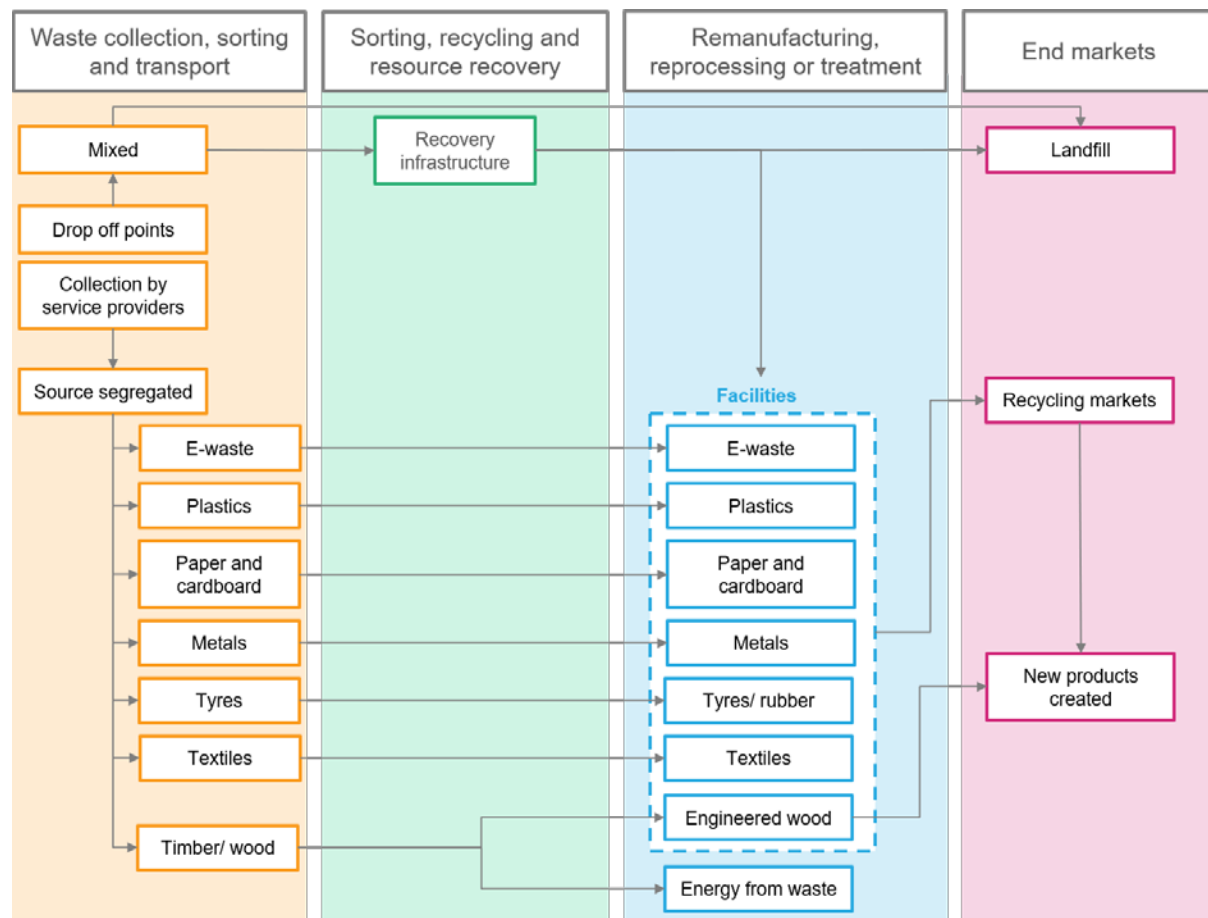 Waste collection, sorting
and transport
Sorting, recycling and
resource recovery
Remanufacturing,
reprocessing or treatment
End markets
Mixed
Recovery
infrastructure
Landfill
Drop off points
Collection by
service providers
Source segregated
Facilities
Recycling markets
E-waste
E-waste
Plastics
Plastics
Paper and
cardboard
Paper and
cardboard
Metals
Metals
New products
created
Tyres
Tyres/ rubber
Textiles
Textiles
Timber/ wood
Engineered wood
Energy from waste